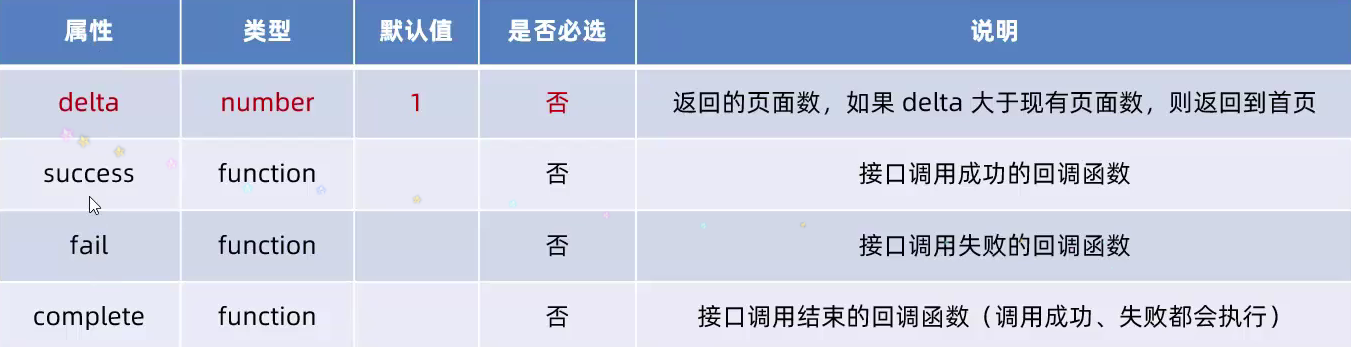 属性 类型 默认值 是否必选 说明
delta number 1 否 返回的页面数，如果 delta 大于现有页面数，则返回到首页
success function 否 接口调用成功的回调函数
fail function 否 接口调用失败的回调函数
complete function 否 接口调用结束的回调函数（调用成功、失败都会执行）